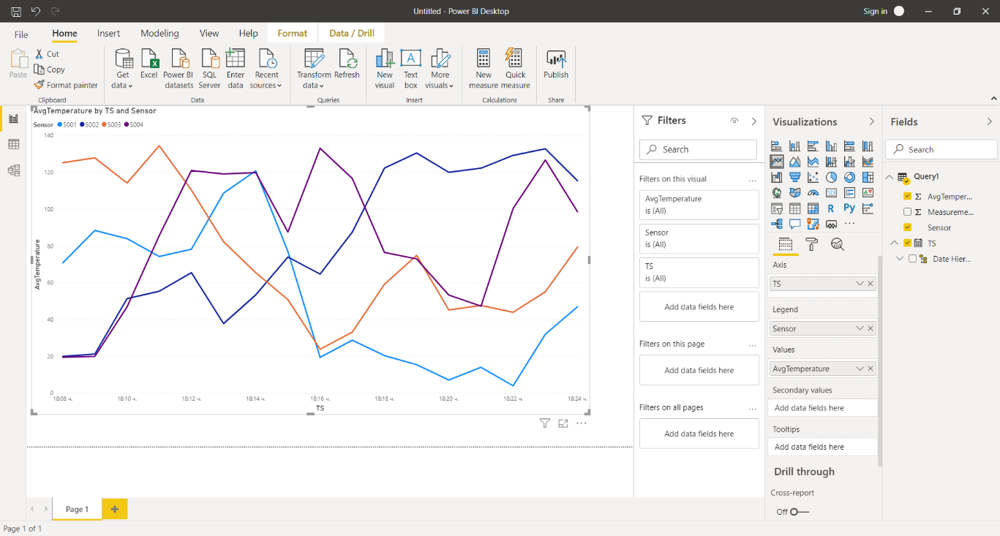 Untitled - Power BI Desktop
Sign in
File Home Insert Modeling View Help Format Data / Drill
Paste
Cut
Copy
Format painter
Clipboard
Get data
Excel
Power BI datasets
SQL Server
Enter data
Recent sources
Data
Transform data
Refresh
Queries
New visual
A
Text box
More visuals
Insert
New measure
Quick measure
Calculations
Publish
Share
AvgTemperature by TS and Sensor
Sensor S001 S002 S003 S004
140
120
100
80
60
40
20
0
AvgTemperature
18:08 ч. 18:10 ч. 18:12 ч. 18:14 ч. 18:16 ч. 18:18 ч. 18:20 ч. 18:22 ч. 18:24 ч.
TS
Filters
Search
Filters on this visual
AvgTemperature
is (All)
Sensor
is (All)
TS
is (All)
Add data fields here
Filters on this page
Add data fields here
Filters on all pages
Add data fields here
Visualizations
123
R Py
Axis
TS
Legend
Sensor
Values
AvgTemperature
Secondary values
Add data fields here
Tooltips
Add data fields here
Drill through
Cross-report
Off
Fields
Search
Query1
Σ AvgTemper...
Σ Measureme...
Sensor
TS
Date Hier...
Page 1
Page 1 of 1